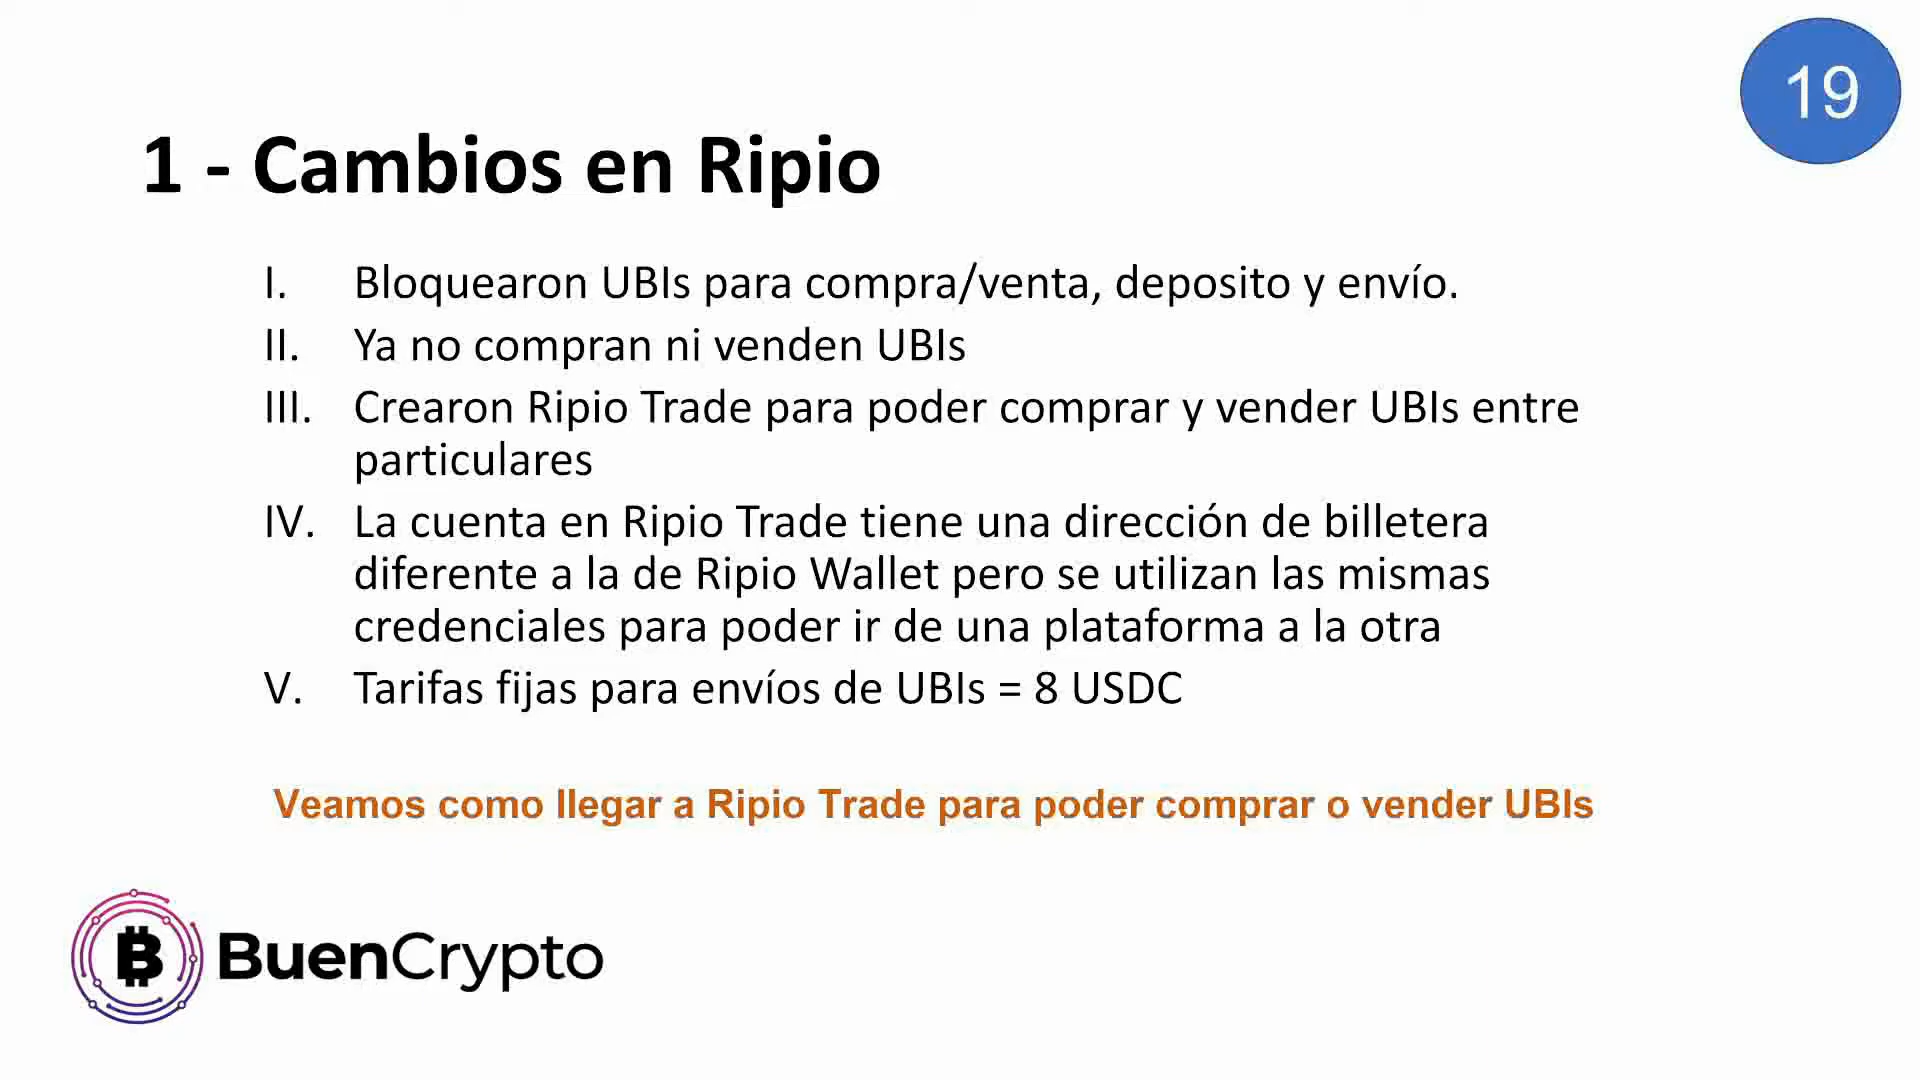 19
1 - Cambios en Ripio
I. Bloquearon UBIs para compra/venta, deposito y envío.
II. Ya no compran ni venden UBIs
III. Crearon Ripio Trade para poder comprar y vender UBIs entre
particulares
IV. La cuenta en Ripio Trade tiene una dirección de billetera
diferente a la de Ripio Wallet pero se utilizan las mismas
credenciales para poder ir de una plataforma a la otra
V. Tarifas fijas para envíos de UBIs = 8 USDC
Veamos como llegar a Ripio Trade para poder comprar o vender UBIs
BuenCrypto